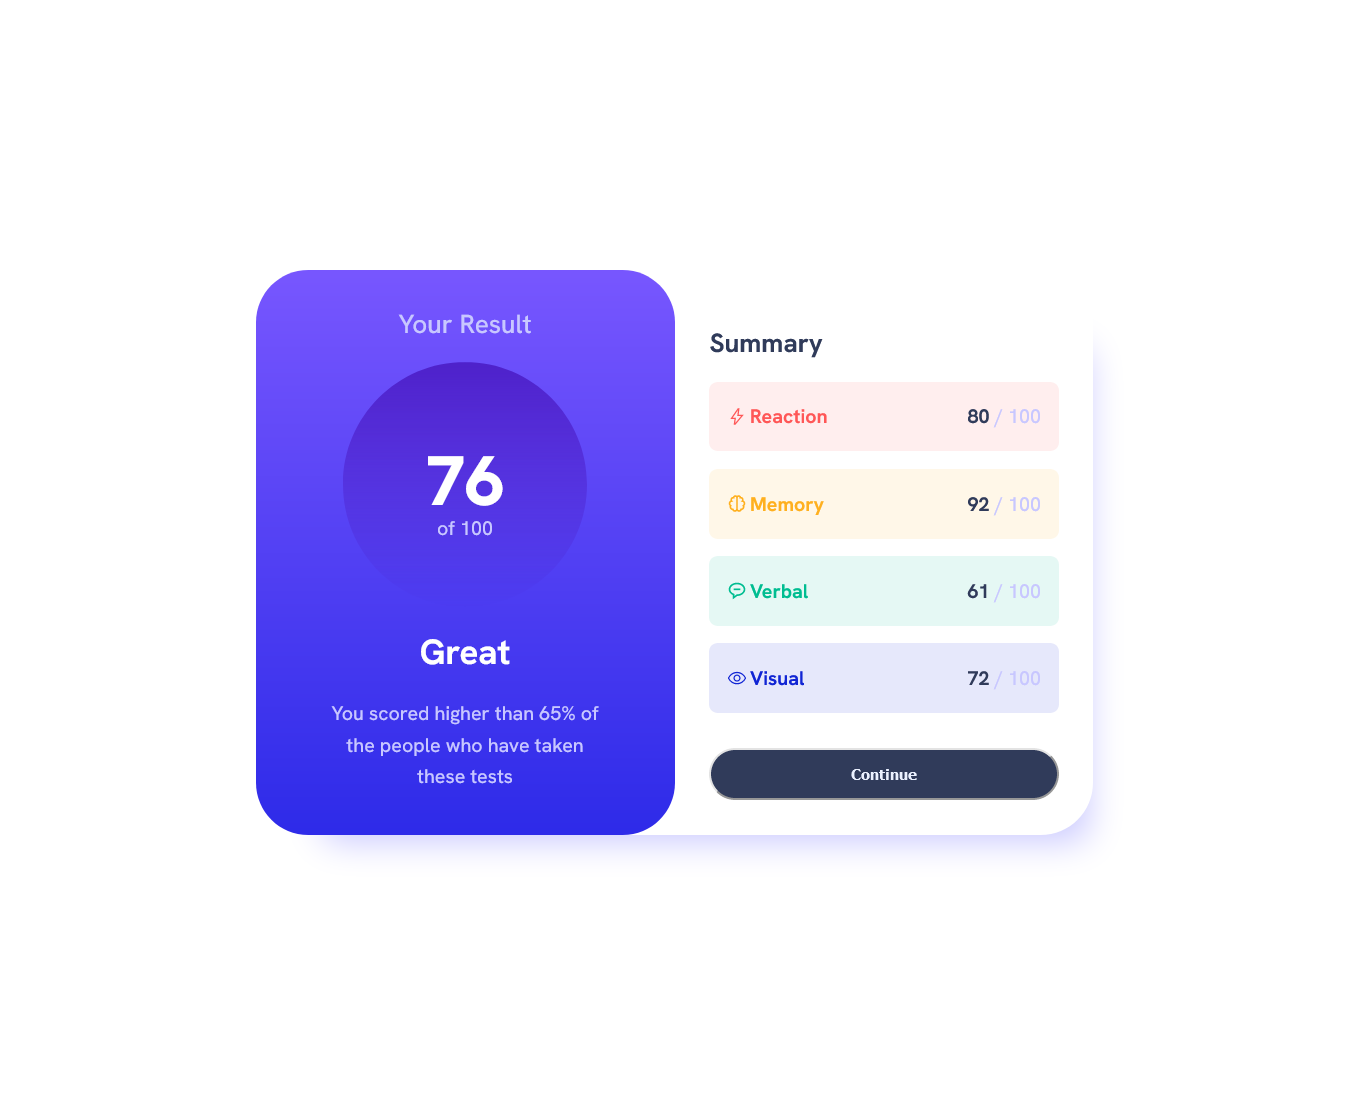 Your Result
76
of 100
Great
You scored higher than 65% of
the people who have taken
these tests
Summary
Reaction 80 / 100
Memory 92 / 100
Verbal 61 / 100
Visual 72 / 100
Continue